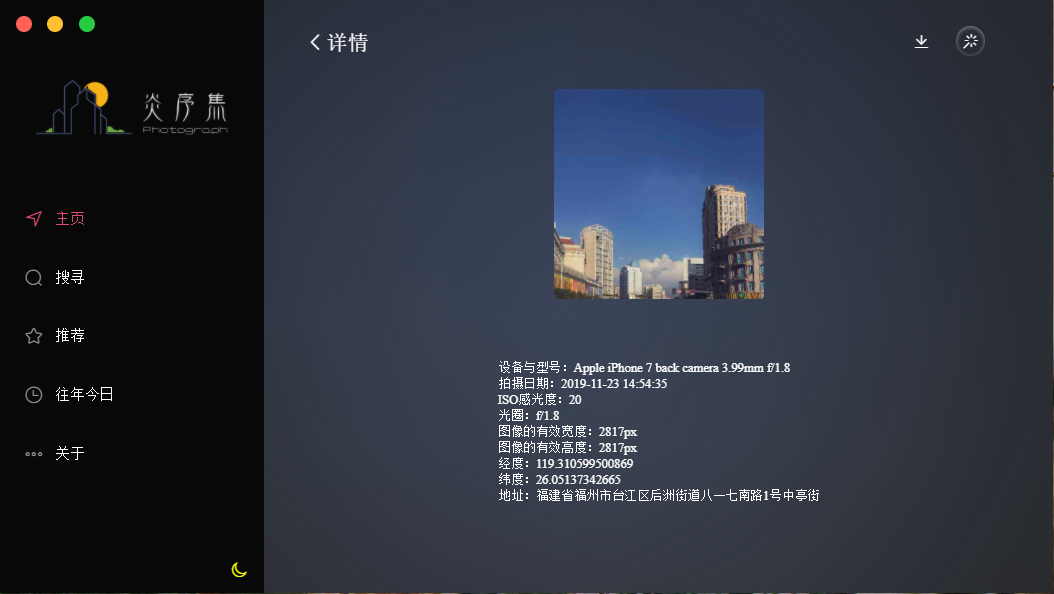 详情
炎序集
Photograph
主页
搜寻
推荐
往年今日
关于
设备与型号：Apple iPhone 7 back camera 3.99mm f/1.8
拍摄日期：2019-11-23 14:54:35
ISO感光度：20
光圈：f/1.8
图像的有效宽度：2817px
图像的有效高度：2817px
经度：119.310599500869
纬度：26.05137342665
地址：福建省福州市台江区后洲街道八一七南路1号中亭街